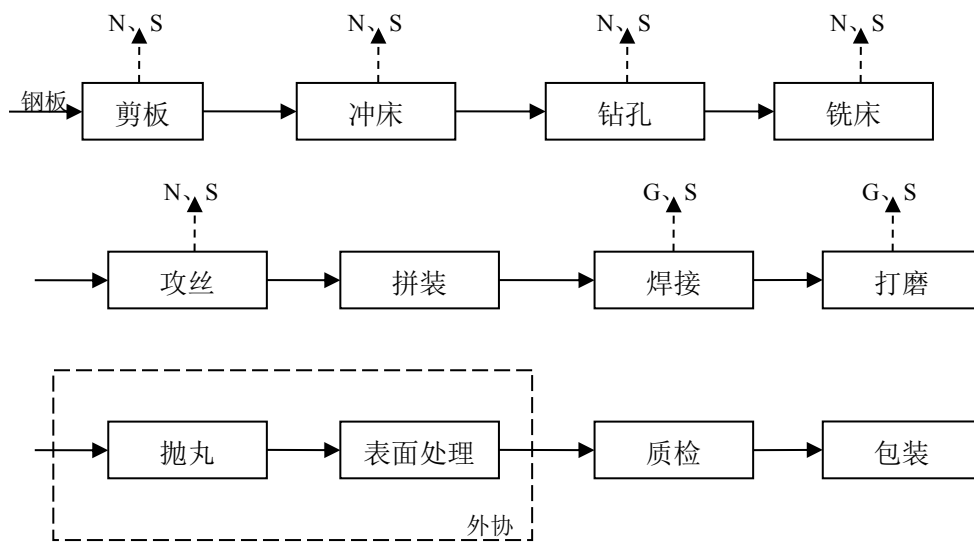 N、S N、S N、S N、S
钢板 剪板 冲床 钻孔 铣床
N、S G、S G、S
攻丝 拼装 焊接 打磨
抛丸 表面处理 质检 包装
外协